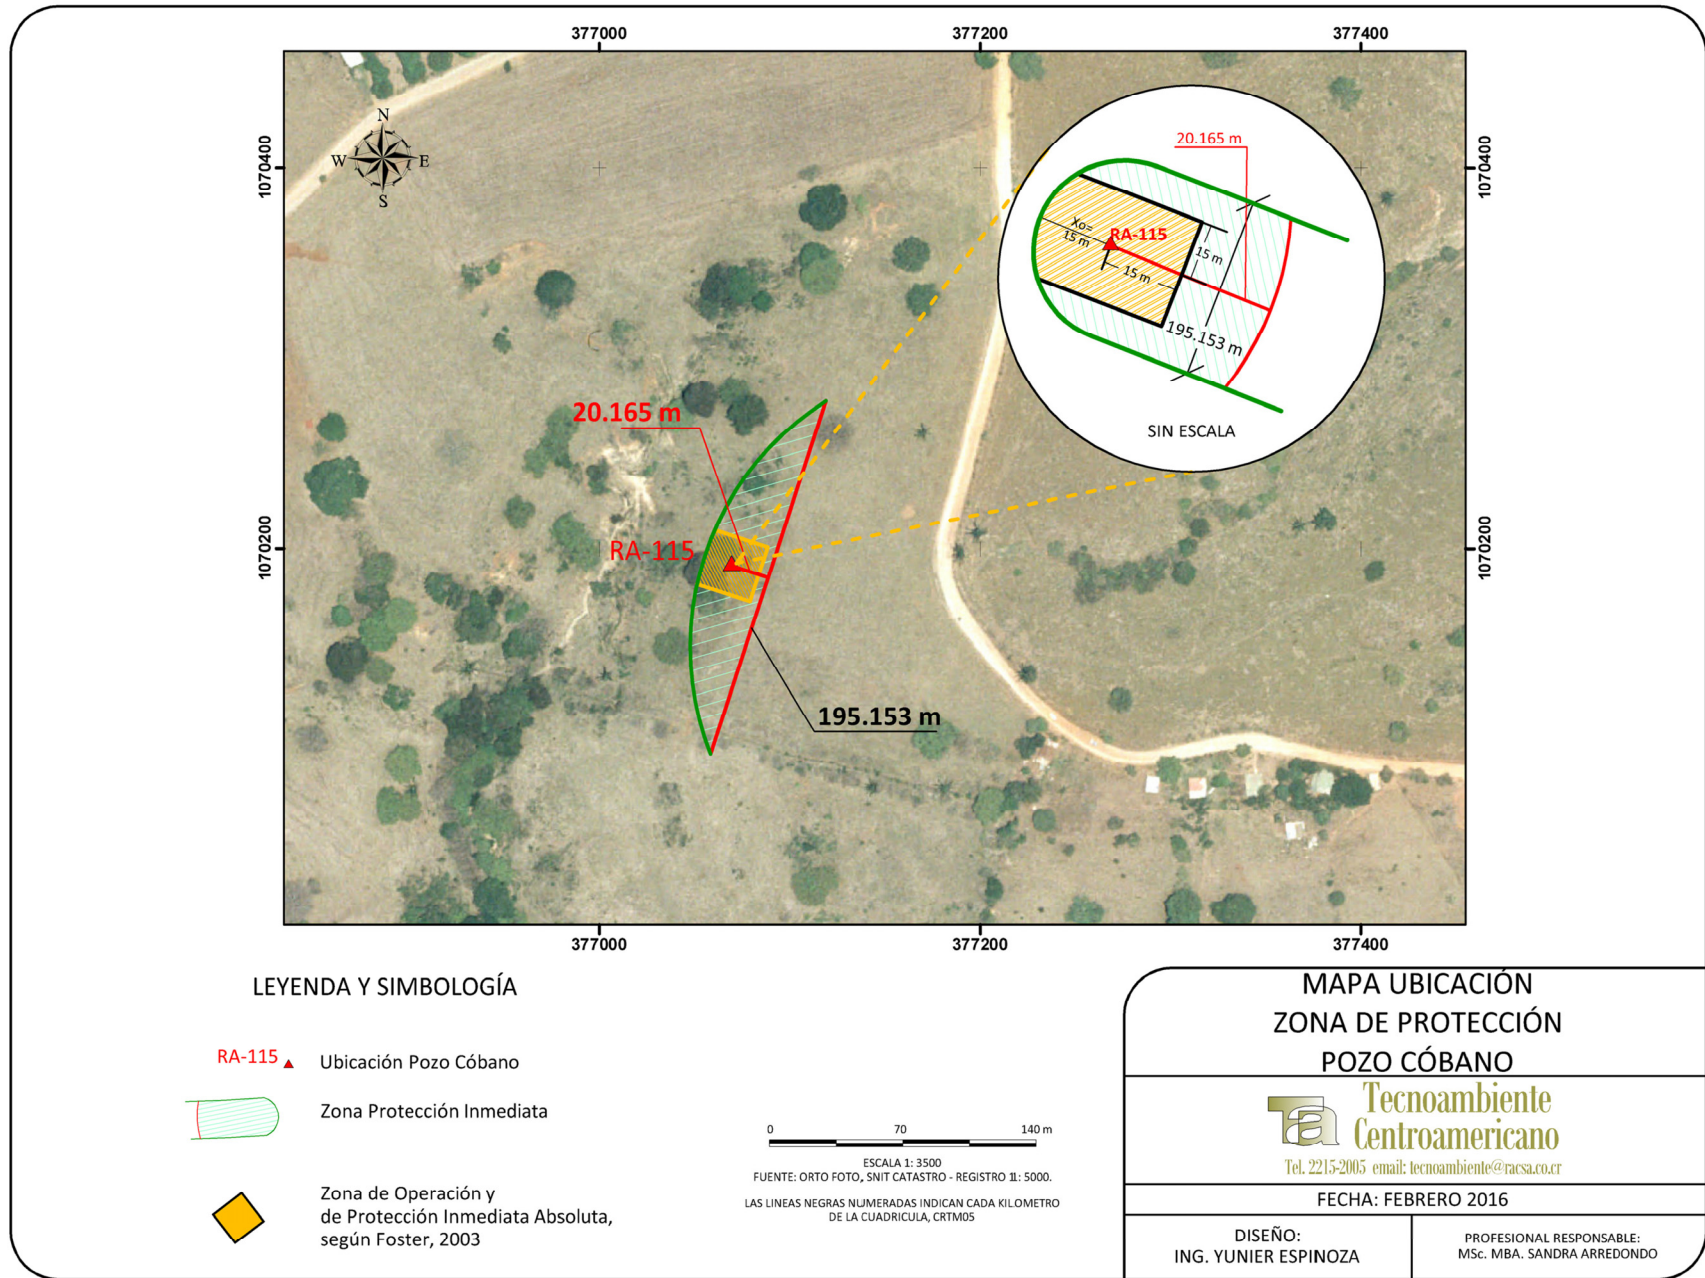 377000
377200
377400
1070400
1070400
N
W
E
S
20.165 m
Xo=
15 m
RA-115
15 m
15 m
195.153 m
SIN ESCALA
20.165 m
RA-115
1070200
1070200
195.153 m
377000
377200
377400
LEYENDA Y SIMBOLOGÍA
RA-115
Ubicación Pozo Cóbano
Zona Protección Inmediata
Zona de Operación y
de Protección Inmediata Absoluta,
según Foster, 2003
0 70 140 m
ESCALA 1: 3500
FUENTE: ORTO FOTO, SNIT CATASTRO - REGISTRO 1: 5000.
LAS LINEAS NEGRAS NUMERADAS INDICAN CADA KILOMETRO
DE LA CUADRICULA, CRTM05
MAPA UBICACIÓN
ZONA DE PROTECCIÓN
POZO CÓBANO
Ta
Tecnoambiente
Centroamericano
Tel. 2215-2005 email: tecnoambiente@racsa.co.cr
FECHA: FEBRERO 2016
DISEÑO:
ING. YUNIER ESPINOZA
PROFESIONAL RESPONSABLE:
MSc. MBA. SANDRA ARREDONDO